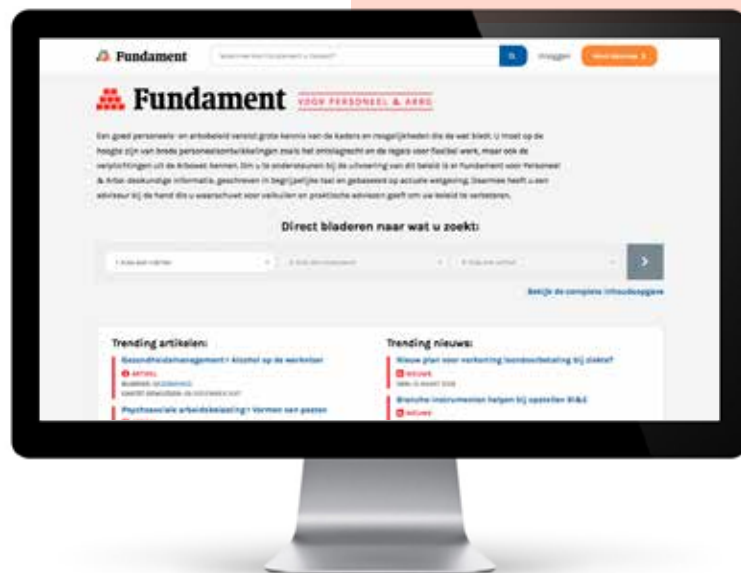 Fundament
Inloggen
Fundament VOOR PERSONEEL & ARBO
Een goed personeels- en arbobeleid vereist grote kennis van de kaders en mogelijkheden die de wet biedt. U moet op de
hoogte zijn van brede personeelsontwikkelingen zoals het ontslagrecht en de regels voor flexibel werk, maar ook de
verplichtingen uit de Arbowet kennen. Om u te ondersteunen bij de uitvoering van dit beleid is er Fundament voor Personeel
& Arbo: deskundige informatie, geschreven in begrijpelijke taal en gebaseerd op actuele wetgeving. Daarmee heeft u een
adviseur bij de hand die u waarschuwt voor valkuilen en praktische adviezen geeft om uw beleid te verbeteren.
Direct bladeren naar wat u zoekt:
Bekijk de complete inhoudsopgave
Trending artikelen:
Gezondheidsmanagement > Alcohol op de werkvloer
ARTIKEL
Psychosociale arbeidsbelasting > Vormen van pesten
Trending nieuws:
Nieuw plan voor verkorting loondoorbetaling bij ziekte?
NIEUWS
Branche-instrumenten helpen bij opstellen RI&E
NIEUWS